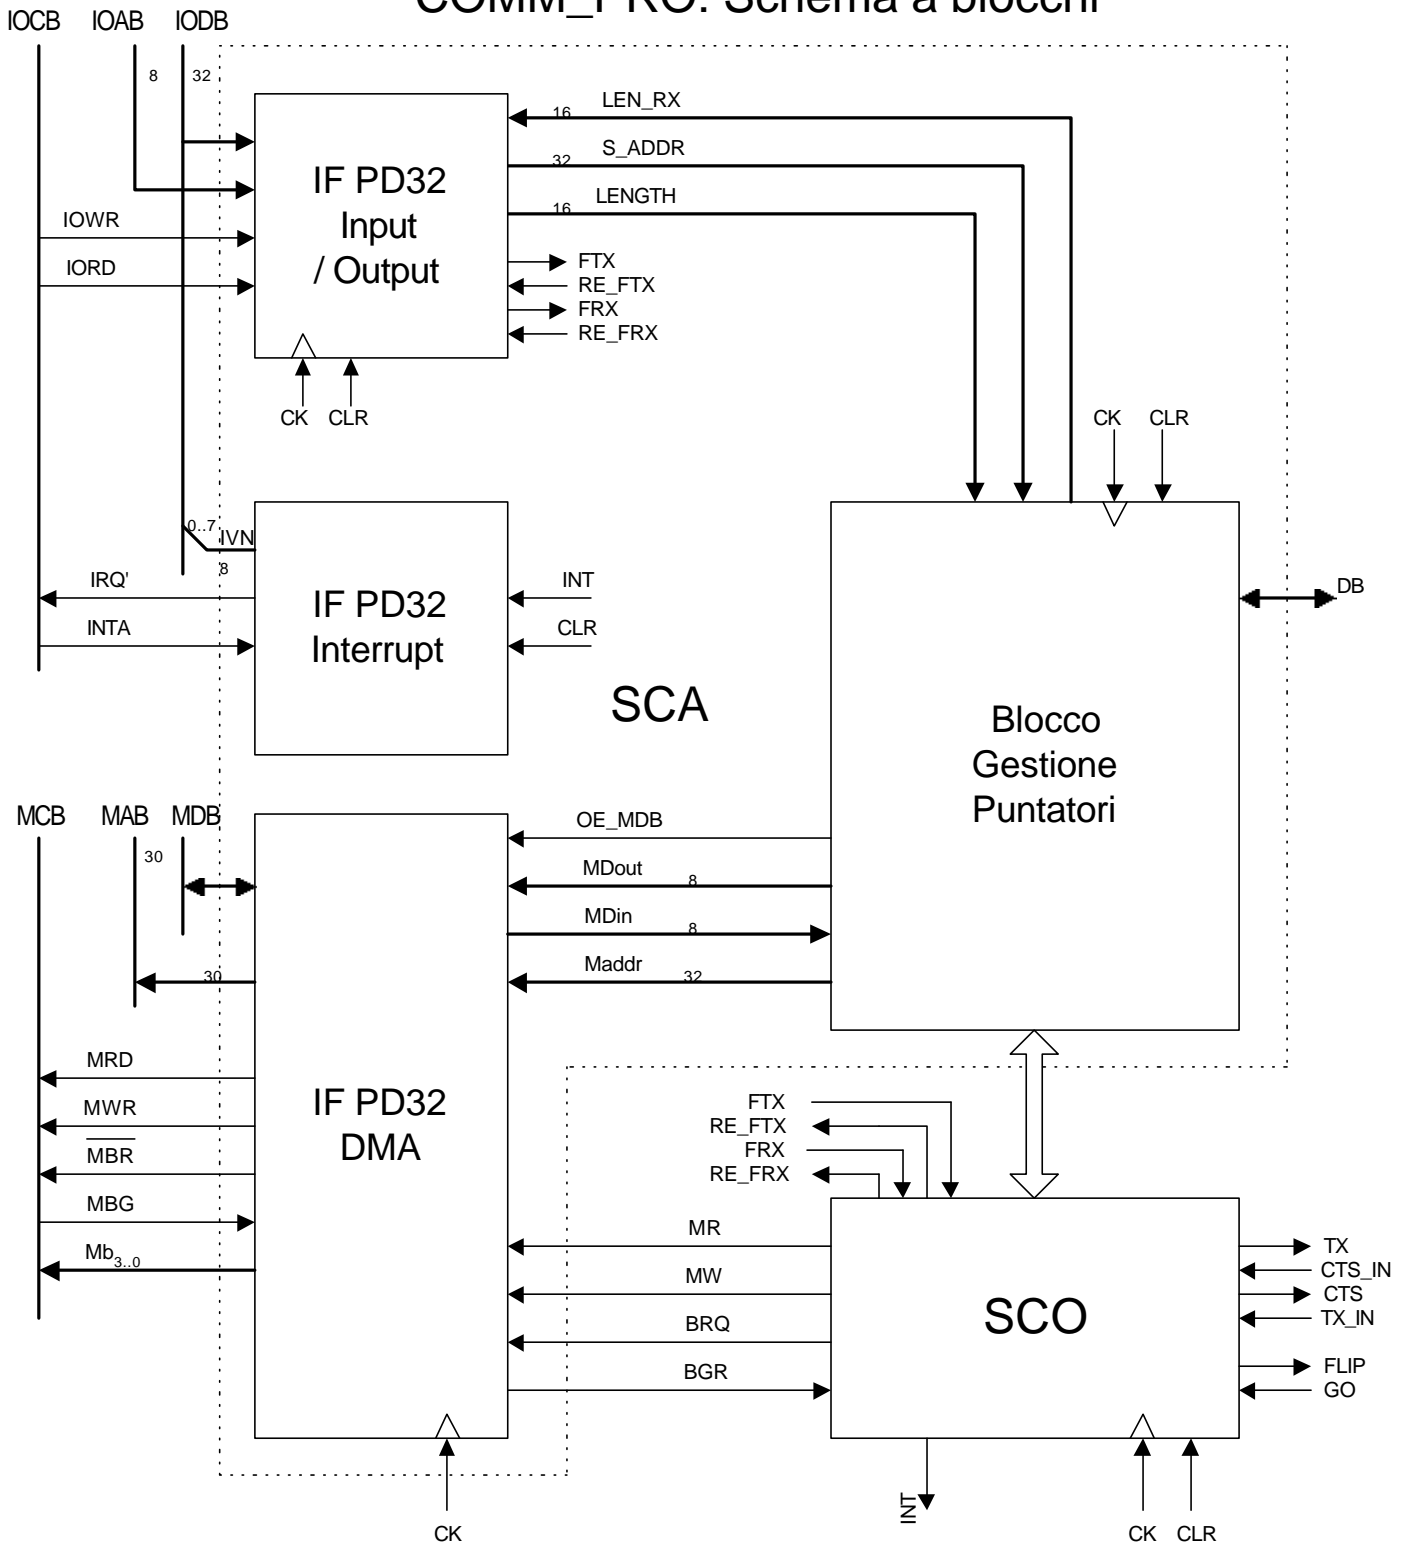 COMM_PRO: Schema a blocchi
IOCB IOAB IODB
8 32
LEN_RX
16
S_ADDR
32
LENGTH
16
IF PD32
Input
/ Output
IOWR
IORD
FTX
RE_FTX
FRX
RE_FRX
CK CLR
CK CLR
0..7
IVN
8
IRQ'
INTA
IF PD32
Interrupt
INT
CLR
SCA
DB
Blocco
Gestione
Puntatori
MCB MAB MDB
30
OE_MDB
MDout
8
MDin
8
Maddr
32
30
MRD
MWR
MBR
MBG
Mb3..0
IF PD32
DMA
FTX
RE_FTX
FRX
RE_FRX
MR
MW
BRQ
BGR
SCO
TX
CTS_IN
CTS
TX_IN
FLIP
GO
INT
CK
CK CLR